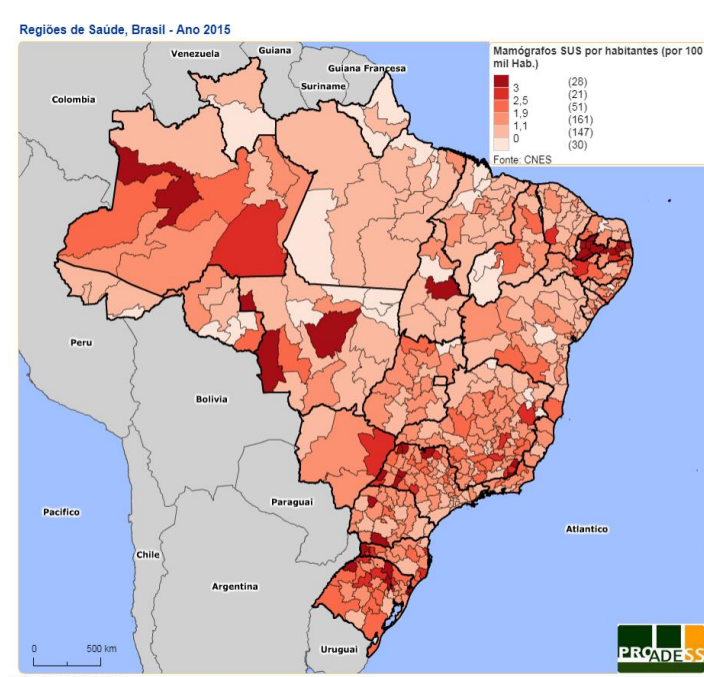 Regiões de Saúde, Brasil - Ano 2015
Venezuela
Guiana
Guiana Francesa
Suriname
Colombia
Mamógrafos SUS por habitantes (por 100
mil Hab.)
(28)
3 (21)
2,5 (51)
1,9 (161)
1,1 (147)
0 (30)
Fonte: CNES
Peru
Bolivia
Paraguai
Pacifico
Atlantico
Chile
Argentina
Uruguai
0 500 km
PROADESS